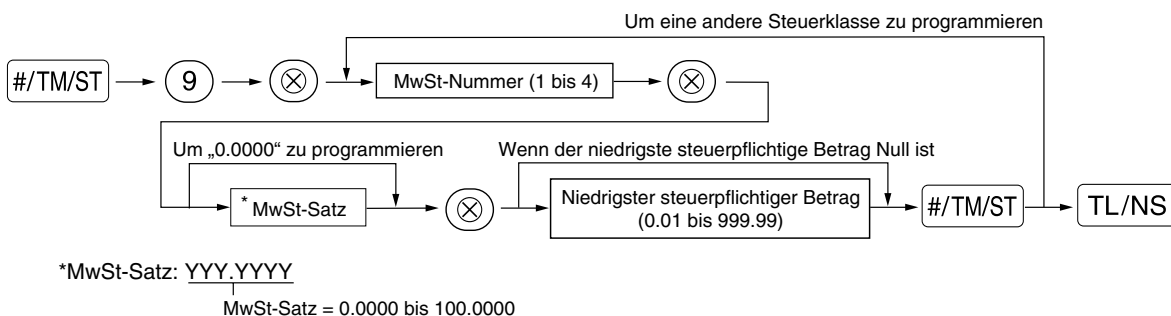 Um eine andere Steuerklasse zu programmieren
#/TM/ST 9 ⊗ MwSt-Nummer (1 bis 4) ⊗
Um „0.0000“ zu programmieren
Wenn der niedrigste steuerpflichtige Betrag Null ist
*MwSt-Satz ⊗ Niedrigster steuerpflichtiger Betrag
(0.01 bis 999.99)
#/TM/ST TL/NS
*MwSt-Satz: YYY.YYYY
MwSt-Satz = 0.0000 bis 100.0000